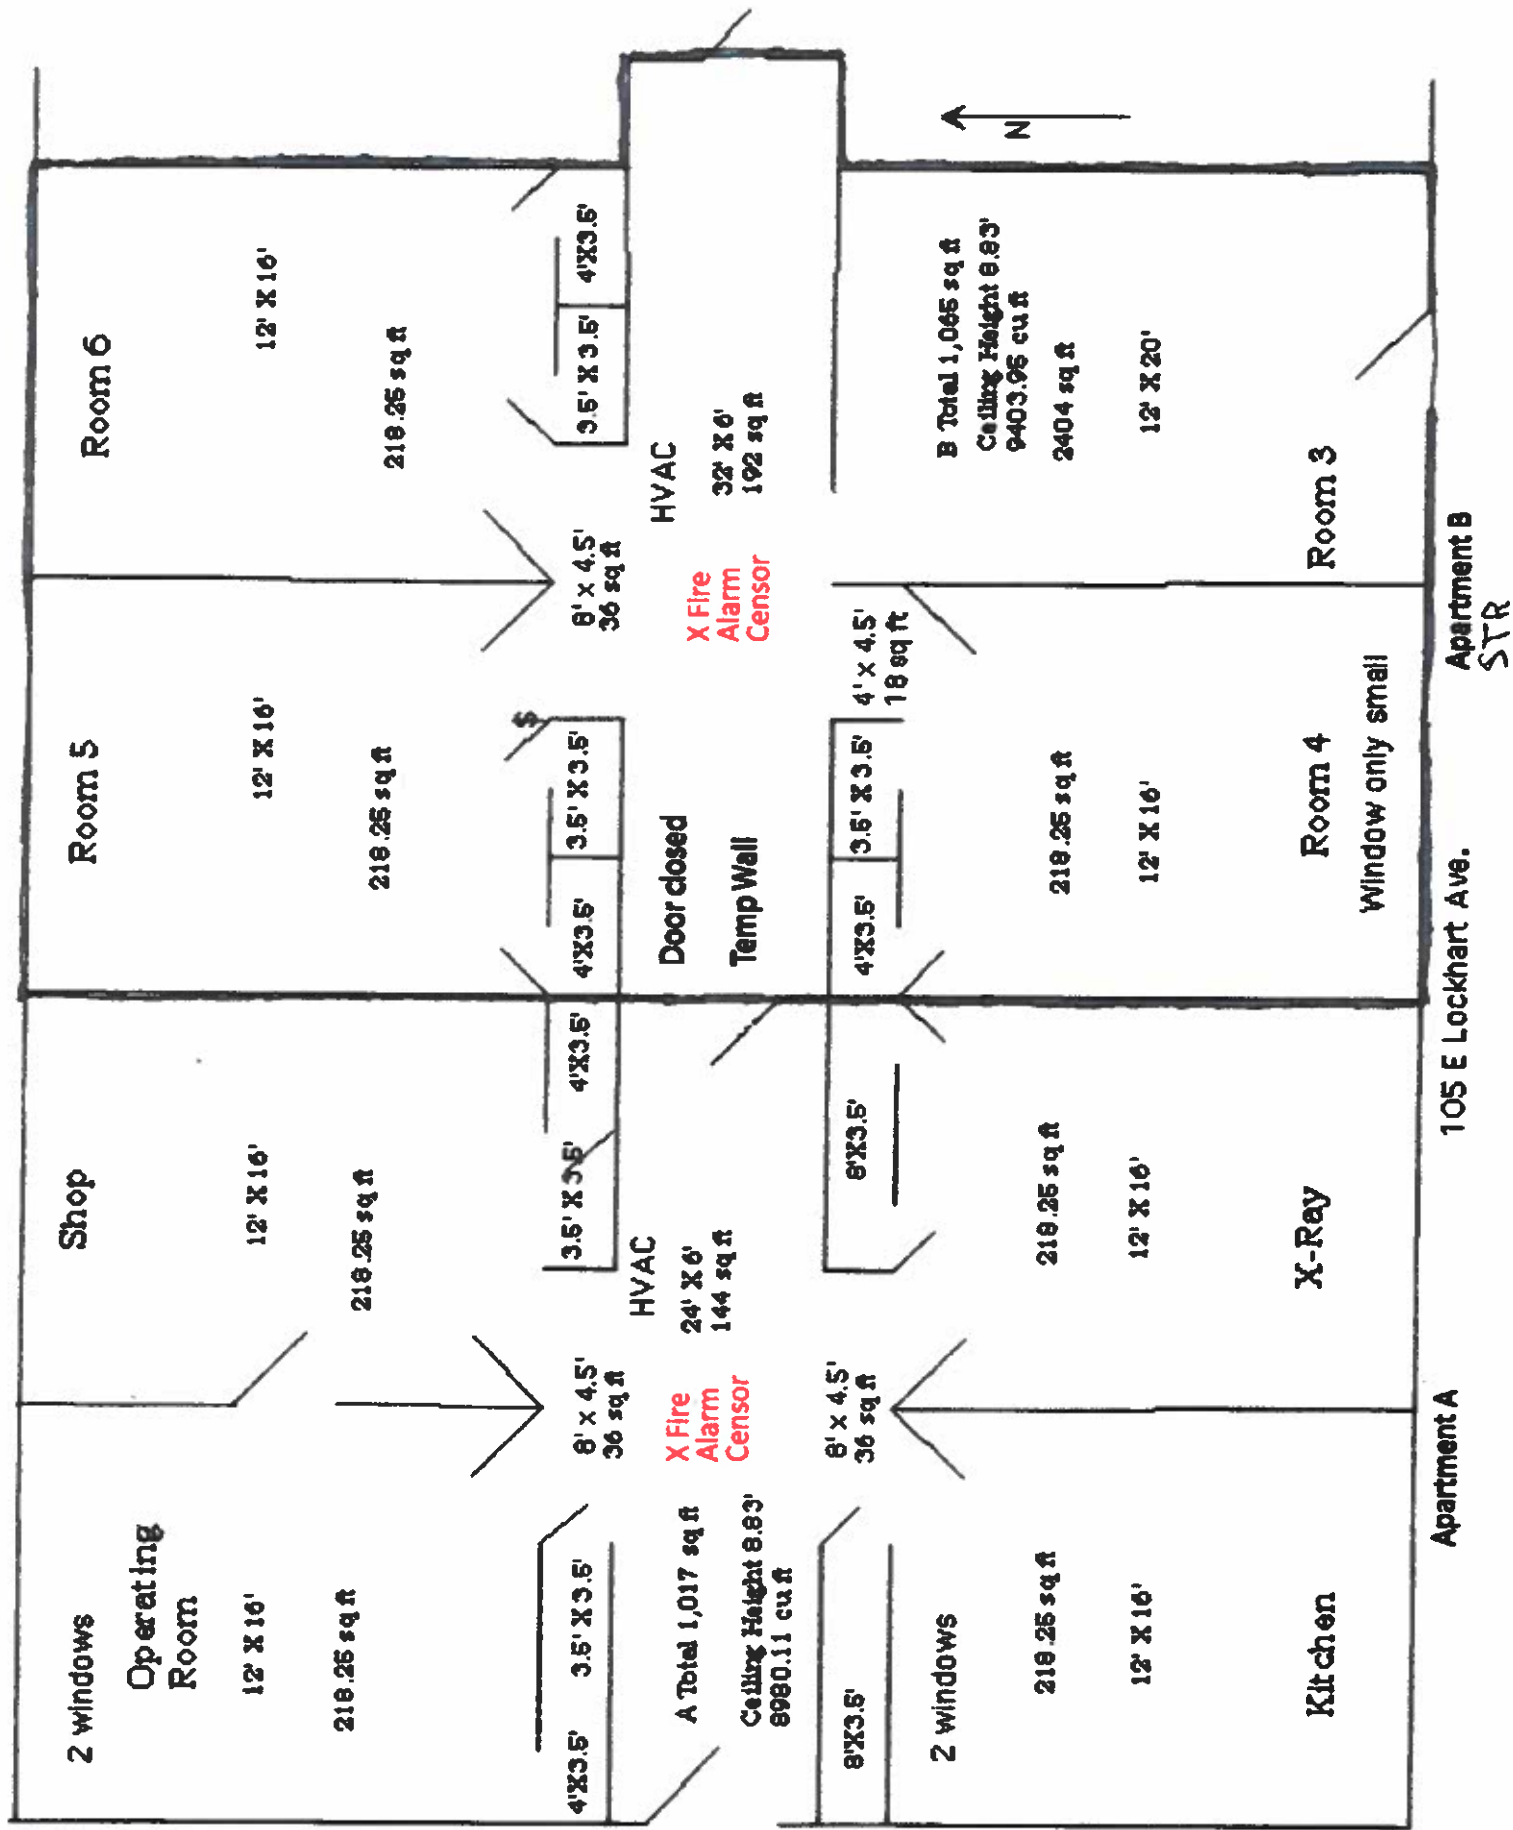 Room 6
12' X 16'
218.25 sq ft
3.5' X 3.5'
4'X3.5'
Room 5
12' X 16'
218.25 sq ft
4'X3.5'
3.5' X 3.5'
$
8' x 4.5'
36 sq ft
HVAC
32' X 6'
192 sq ft
X Fire
Alarm
Censor
Door closed
Temp Wall
N
B Total 1,065 sq ft
Ceiling Height 8.83'
9403.95 cu ft
2404 sq ft
12' X 20'
Room 3
4' x 4.5'
18 sq ft
3.5' X 3.5'
4'X3.5'
218.25 sq ft
12' X 16'
Room 4
Window only small
Apartment B
STR
105 E Lockhart Ave.
Shop
12' X 16'
218.25 sq ft
3.5' X 3.5'
4'X3.5'
HVAC
24' X 6'
144 sq ft
8' x 4.5'
36 sq ft
X Fire
Alarm
Censor
8' x 4.5'
36 sq ft
8'X3.5'
218.25 sq ft
12' X 16'
X-Ray
2 windows
Operating
Room
12' X 16'
218.25 sq ft
4'X3.5'
3.5' X 3.5'
A Total 1,017 sq ft
Ceiling Height 8.83'
8980.11 cu ft
8'X3.5'
2 windows
218.25 sq ft
12' X 16'
Kitchen
Apartment A